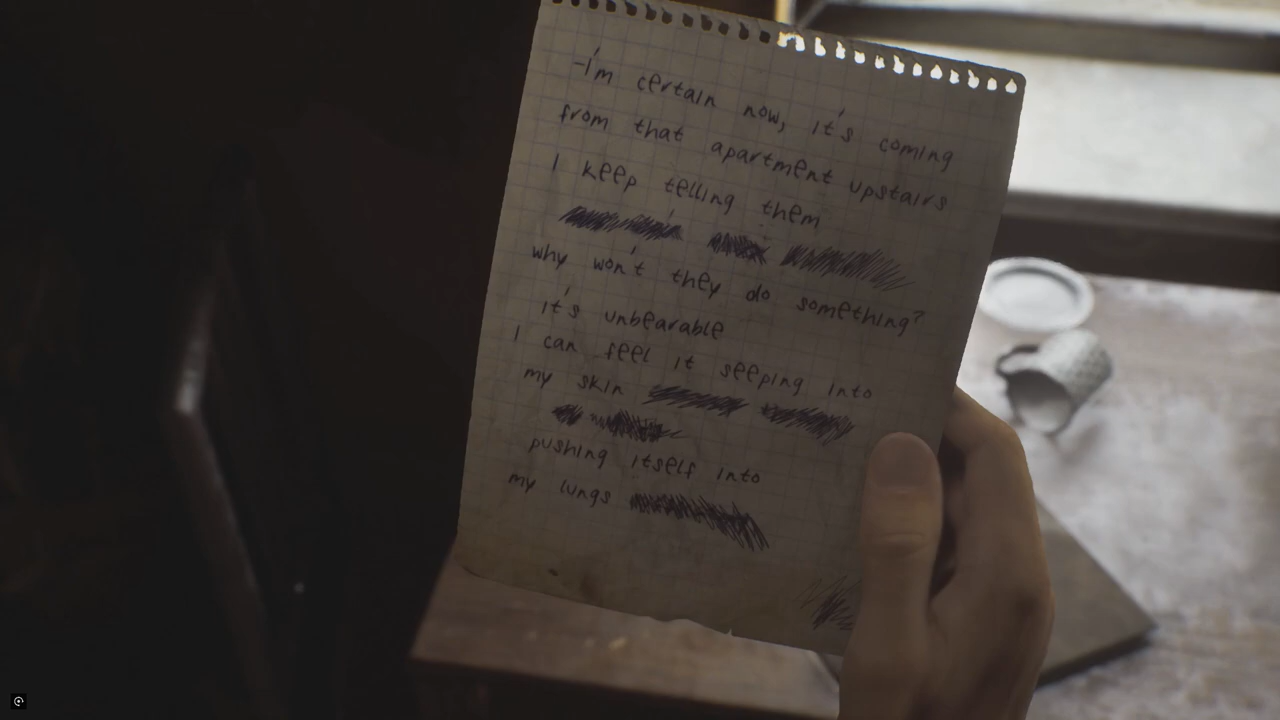 -I'm certain now, it's coming
from that apartment upstairs
I keep telling them
why won't they do something?
it's unbearable
I can feel it seeping into
my skin
pushing itself into
my lungs